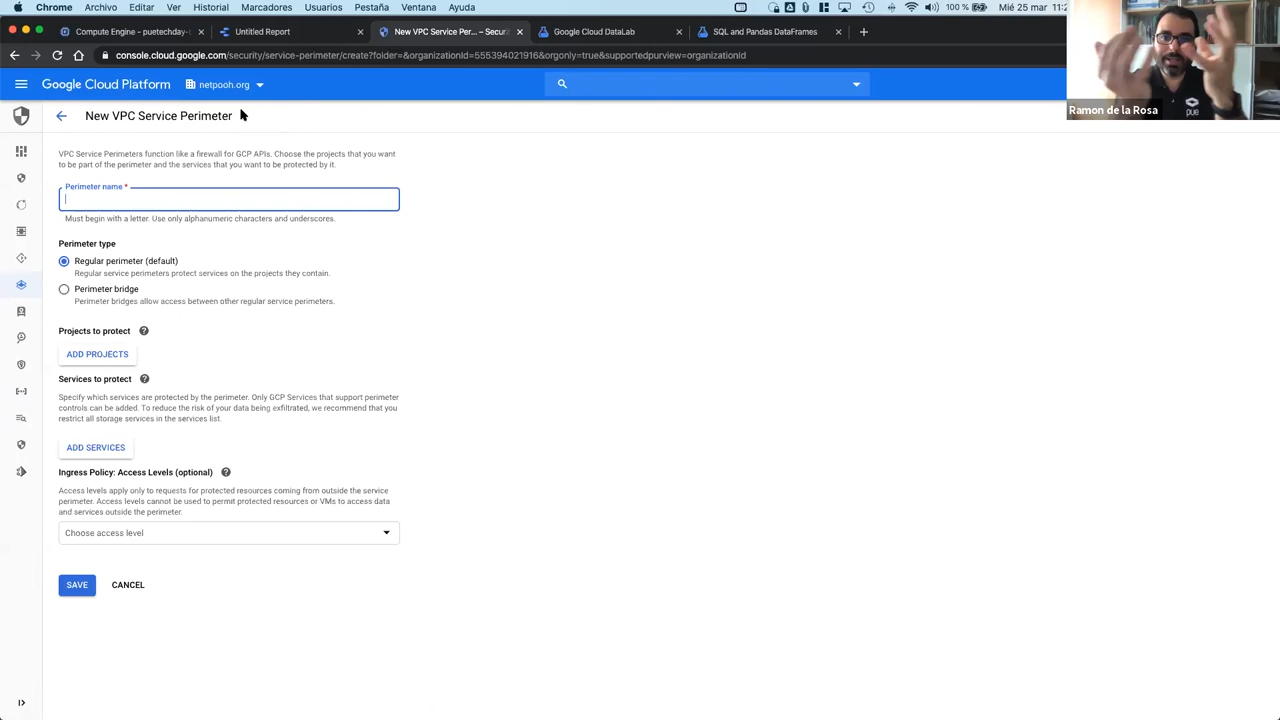 Chrome Archivo Editar Ver Historial Favoritos Marcadores Usuarios Pestaña Ventana Ayuda
100 % Mié 25 mar 11:2
Compute Engine - puetechday-
Untitled Report
New VPC Service Per... – Securi
Google Cloud DataLab
SQL and Pandas DataFrames
console.cloud.google.com/security/service-perimeter/create?folder=&organizationId=555394021916&orgonly=true&supportedpurview=organizationId
Google Cloud Platform
netpooh.org
Ramon de la Rosa
pue
New VPC Service Perimeter
VPC Service Perimeters function like a firewall for GCP APIs. Choose the projects that you want
to be part of the perimeter and the services that you want to be protected by it.
Perimeter name *
Must begin with a letter. Use only alphanumeric characters and underscores.
Perimeter type
Regular perimeter (default)
Regular service perimeters protect services on the projects they contain.
Perimeter bridge
Perimeter bridges allow access between other regular service perimeters.
Projects to protect
ADD PROJECTS
Services to protect
Specify which services are protected by the perimeter. Only GCP Services that support perimeter
controls can be added. To reduce the risk of your data being exfiltrated, we recommend that you
restrict all storage services in the services list.
ADD SERVICES
Ingress Policy: Access Levels (optional)
Access levels apply only to requests for protected resources coming from outside the service
perimeter. Access levels cannot be used to permit protected resources or VMs to access data
and services outside the perimeter.
Choose access level
SAVE CANCEL